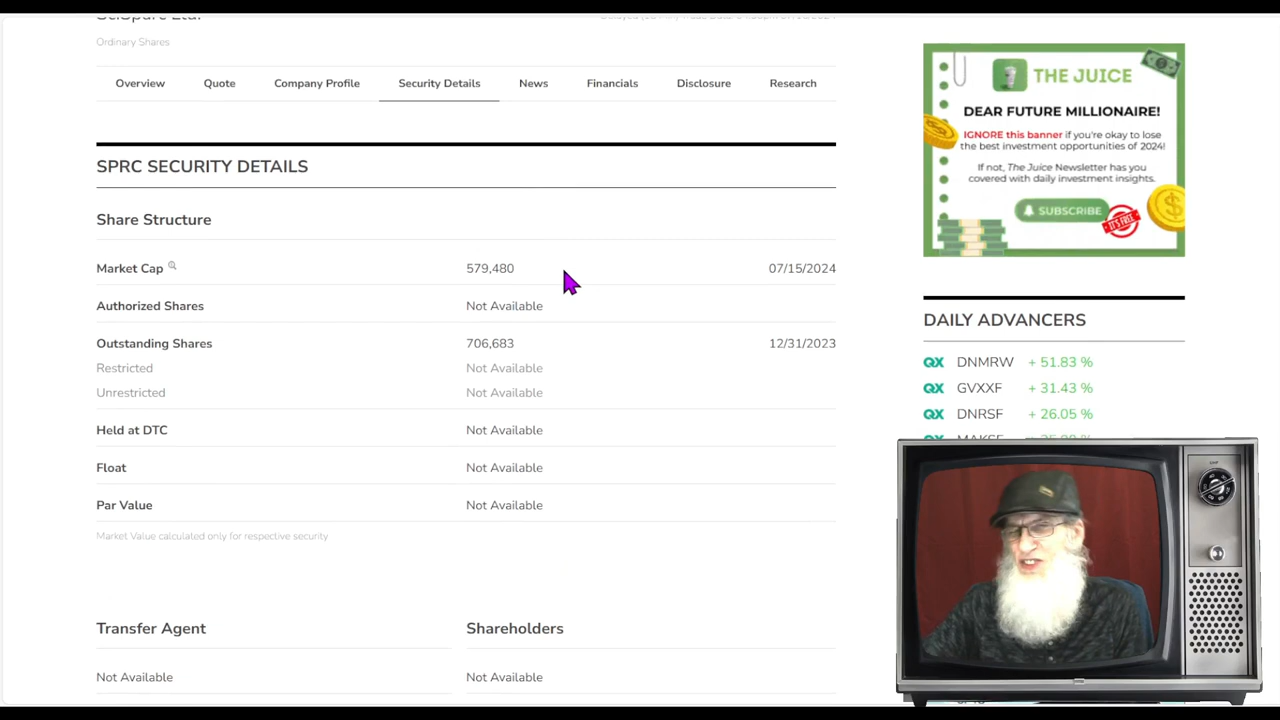 SciSparc Ltd.
Ordinary Shares
Overview Quote Company Profile Security Details News Financials Disclosure Research
SPRC SECURITY DETAILS
Share Structure
Market Cap 579,480 07/15/2024
Authorized Shares Not Available
Outstanding Shares 706,683 12/31/2023
Restricted Not Available
Unrestricted Not Available
Held at DTC Not Available
Float Not Available
Par Value Not Available
Market Value calculated only for respective security
Transfer Agent
Not Available
Shareholders
Not Available
THE JUICE
DEAR FUTURE MILLIONAIRE!
IGNORE this banner if you're okay to lose
the best investment opportunities of 2024!
If not, The Juice Newsletter has you
covered with daily investment insights.
SUBSCRIBE
IT'S FREE
DAILY ADVANCERS
QX DNMRW + 51.83 %
QX GVXXF + 31.43 %
QX DNRSF + 26.05 %